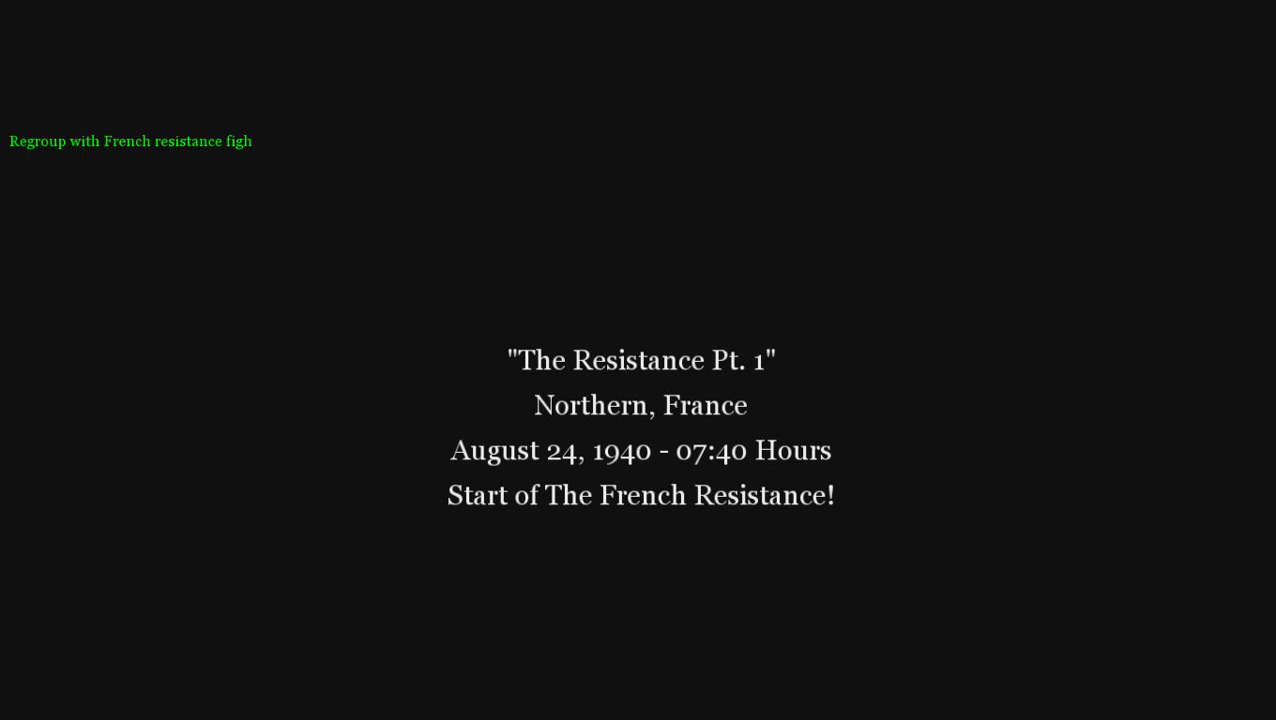 Regroup with French resistance figh
"The Resistance Pt. 1"
Northern, France
August 24, 1940 - 07:40 Hours
Start of The French Resistance!